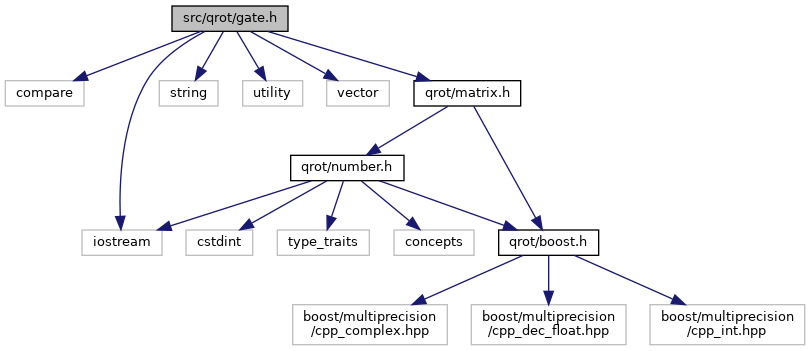 src/qrot/gate.h
compare
string
utility
vector
qrot/matrix.h
qrot/number.h
iostream
cstdint
type_traits
concepts
qrot/boost.h
boost/multiprecision
/cpp_complex.hpp
boost/multiprecision
/cpp_dec_float.hpp
boost/multiprecision
/cpp_int.hpp